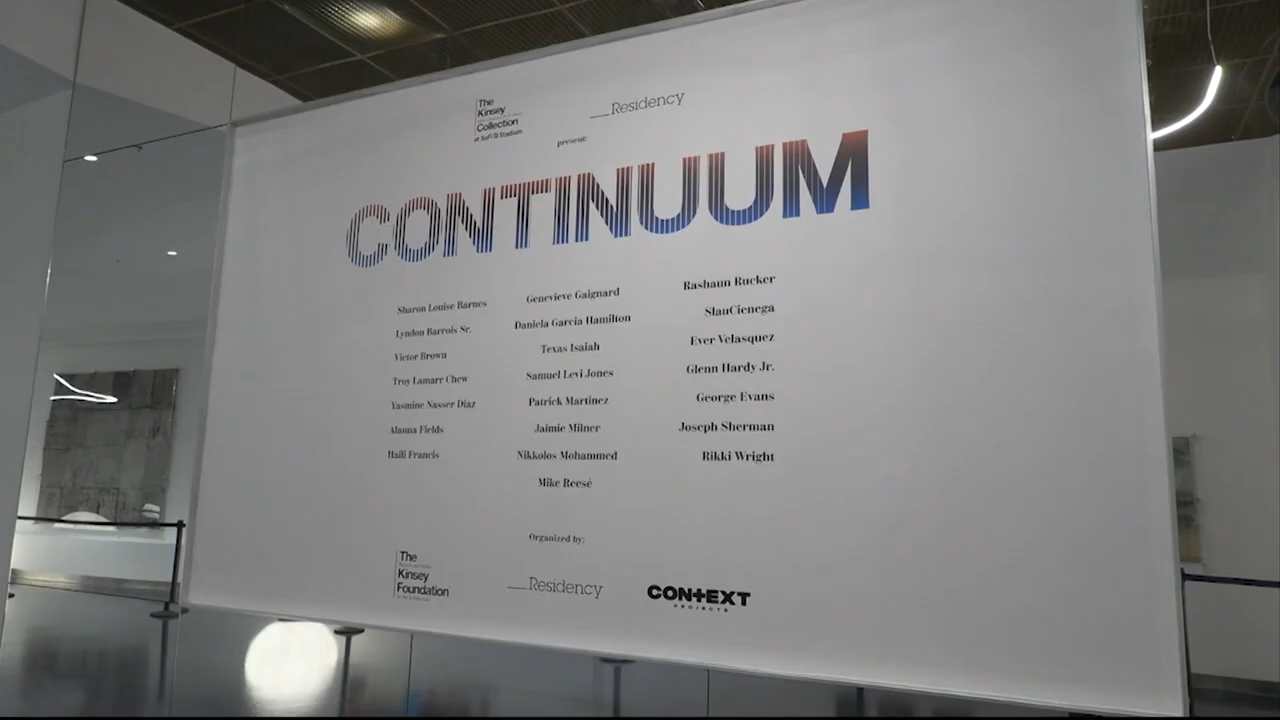 The
Kinsey
Collection
at SoFi Stadium
Residency
present:
CONTINUUM
Sharon Louise Barnes
Lyndon Barrois Sr.
Victor Brown
Troy Lamarr Chew
Yasmine Nasser Diaz
Alanna Fields
Haili Francis
Genevieve Gaignard
Daniela Garcia Hamilton
Texas Isaiah
Samuel Levi Jones
Patrick Martinez
Jaimie Milner
Nikkolos Mohammed
Mike Reesé
Rashaun Rucker
SlauCienega
Ever Velasquez
Glenn Hardy Jr.
George Evans
Joseph Sherman
Rikki Wright
Organized by:
The
Kinsey
Foundation
Residency
CONTEXT
PROJECTS